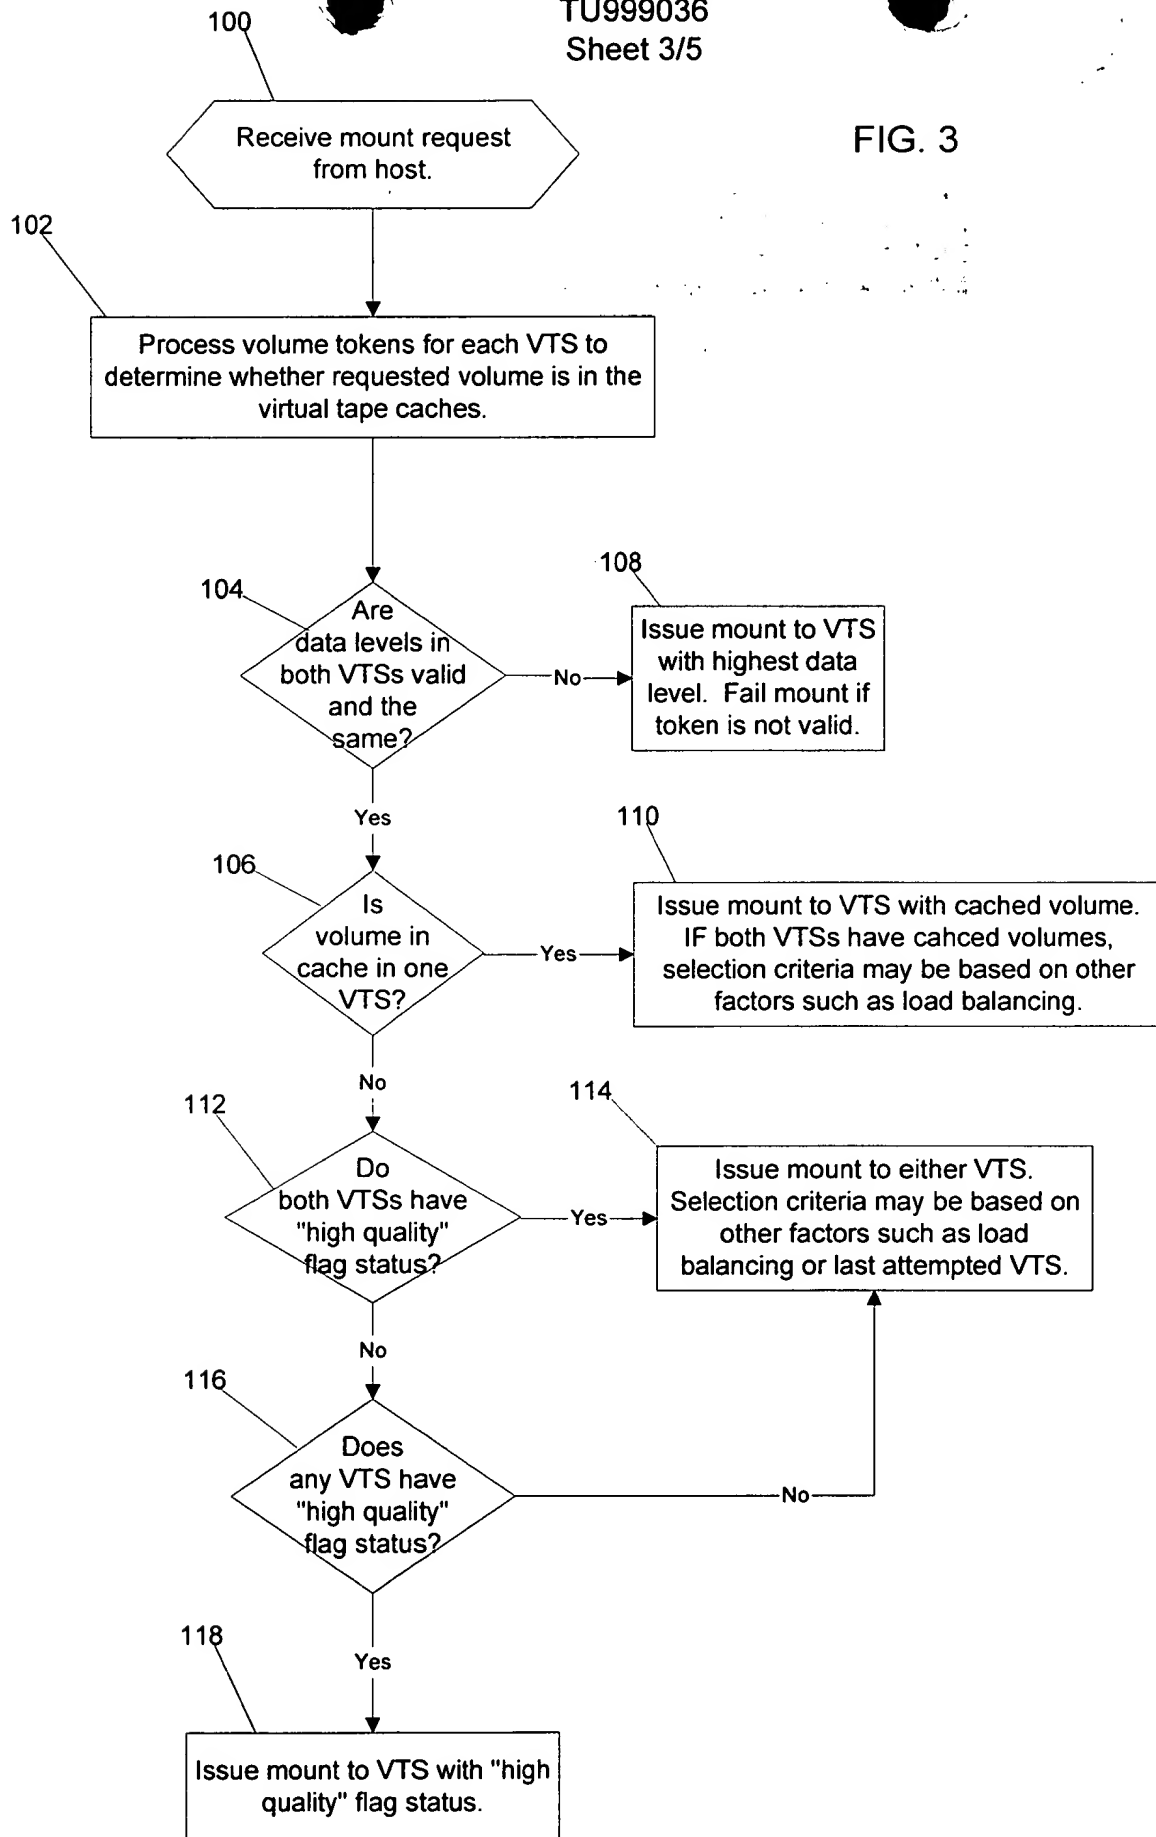 TU999036
Sheet 3/5
100
FIG. 3
Receive mount request
from host.
102
Process volume tokens for each VTS to
determine whether requested volume is in the
virtual tape caches.
104
Are
data levels in
both VTSs valid
and the
same?
No
108
Issue mount to VTS
with highest data
level. Fail mount if
token is not valid.
Yes
106
Is
volume in
cache in one
VTS?
Yes
110
Issue mount to VTS with cached volume.
IF both VTSs have cahced volumes,
selection criteria may be based on other
factors such as load balancing.
No
112
Do
both VTSs have
"high quality"
flag status?
Yes
114
Issue mount to either VTS.
Selection criteria may be based on
other factors such as load
balancing or last attempted VTS.
No
116
Does
any VTS have
"high quality"
flag status?
No
Yes
118
Issue mount to VTS with "high
quality" flag status.